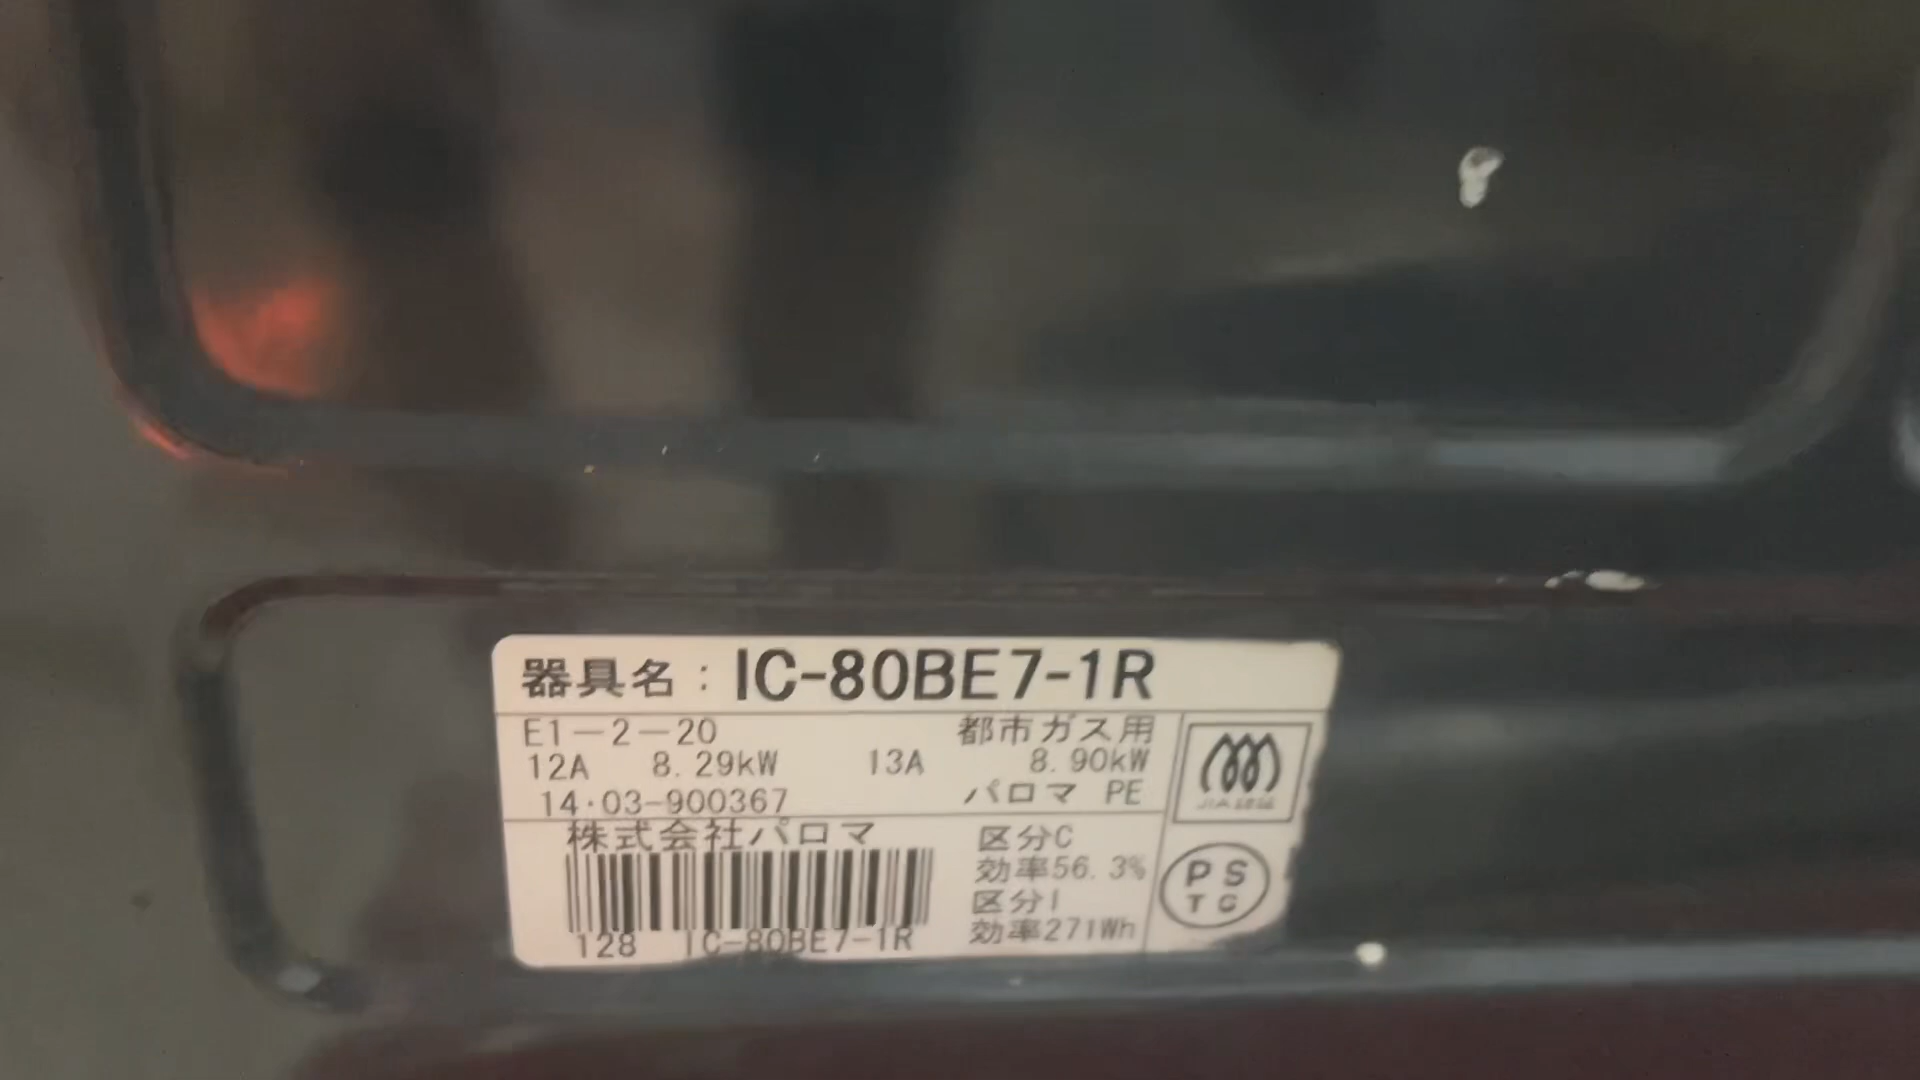 器具名：IC-80BE7-1R
E1－2－20 都市ガス用
12A 8.29kW 13A 8.90kW
14・03-900367 パロマ PE
株式会社パロマ
区分C
効率56.3%
区分I
効率271Wh
128 IC-80BE7-1R
JIA
PS
TG